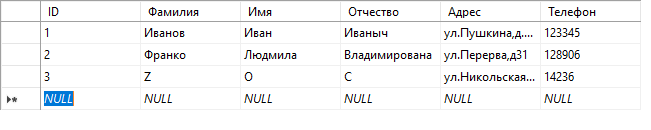 ID Фамилия Имя Отчество Адрес Телефон
1 Иванов Иван Иваныч ул.Пушкина,д.... 123345
2 Франко Людмила Владимирована ул.Перерва,д31 128906
3 Z O C ул.Никольская... 14236
NULL NULL NULL NULL NULL NULL